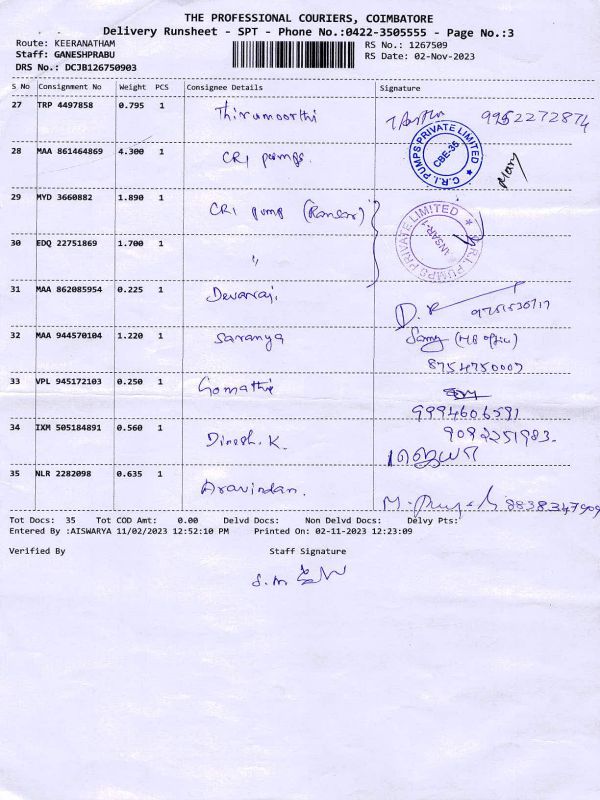 THE PROFESSIONAL COURIERS, COIMBATORE
Delivery Runsheet - SPT - Phone No.:0422-3505555 - Page No.:3
Route: KEERANATHAM
RS No.: 1267509
Staff: GANESHPRABU
RS Date: 02-Nov-2023
DRS No.: DCJB126750903
S No Consignment No Weight PCS Consignee Details Signature
27 TRP 4497858 0.795 1 Thirumoorthi 9952272874
28 MAA 861464869 4.300 1 CRI pumps.
C.R.I. PUMPS PRIVATE LIMITED ★ CBE-35
29 MYD 3660882 1.890 1 CRI pump (Ransar)
C.R.I. PUMPS PRIVATE LIMITED ★
30 EDQ 22751869 1.700 1 "
31 MAA 862085954 0.225 1 Devarraj. D. R
32 MAA 944570104 1.220 1 Saranya
8754750007
33 VPL 945172103 0.250 1 Gomathi
9994606591
34 IXM 505184891 0.560 1 Dinesh. K. 9092251983.
35 NLR 2282098 0.635 1 Aravindan.
8838347909
Tot Docs: 35 Tot COD Amt: 0.00 Delvd Docs: Non Delvd Docs: Delvy Pts:
Entered By :AISWARYA 11/02/2023 12:52:10 PM Printed On: 02-11-2023 12:23:09
Verified By Staff Signature